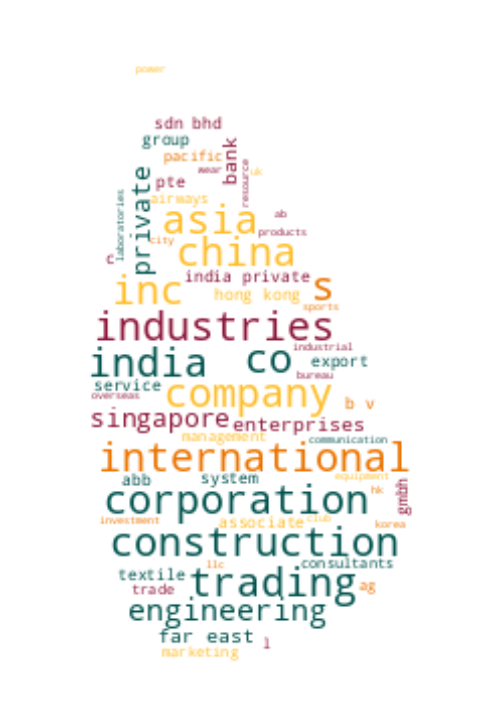 power
sdn bhd
group
pacific
bank
wear
uk
private
pte
resource
laboratories
airways
asia
ab
products
city
china
c
india private
inc
hong kong
s
sports
industries
industrial
india
co
export
bureau
service
overseas
company
b v
singapore
enterprises
management
communication
international
abb
system
equipment
hk
gmbh
corporation
investment
associate
club
korea
construction
llc
consultants
textile
trading
trade
ag
engineering
far east
l
marketing